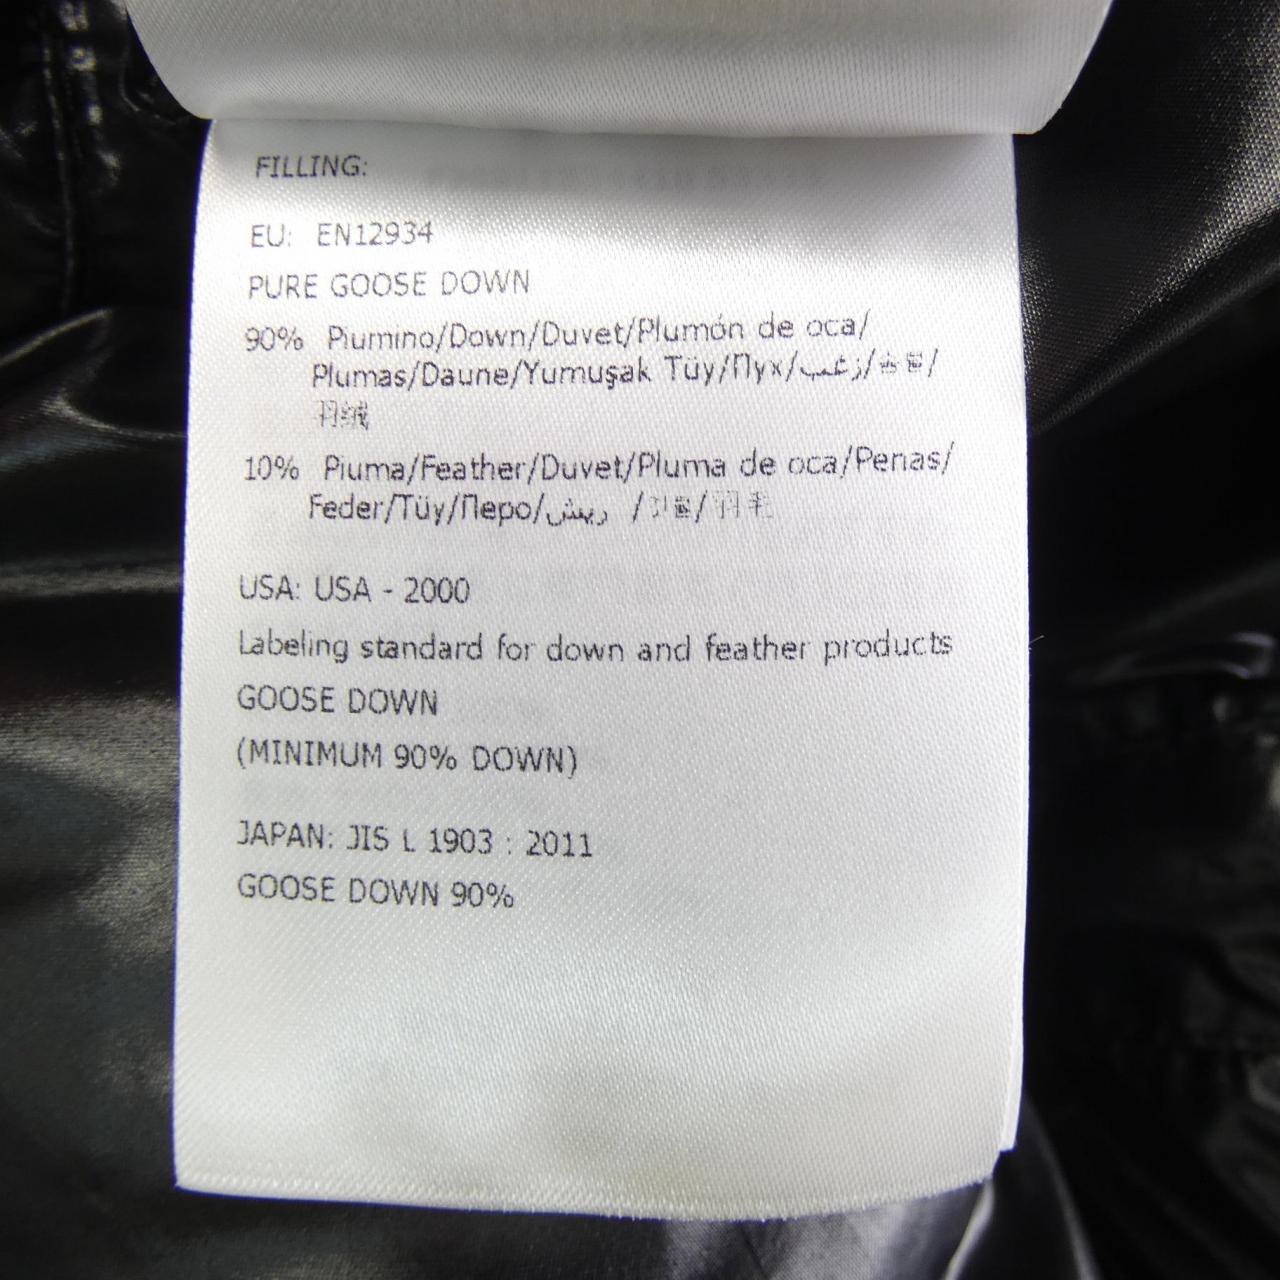 FILLING:
EU: EN12934
PURE GOOSE DOWN
90% Piumino/Down/Duvet/Plumón de oca/
Plumas/Daune/Yumuşak Tüy/Пух/زغب/솜털/
羽绒
10% Piuma/Feather/Duvet/Pluma de oca/Penas/
Feder/Tüy/Перо/ريش /깃털/羽毛
USA: USA - 2000
Labeling standard for down and feather products
GOOSE DOWN
(MINIMUM 90% DOWN)
JAPAN: JIS L 1903 : 2011
GOOSE DOWN 90%